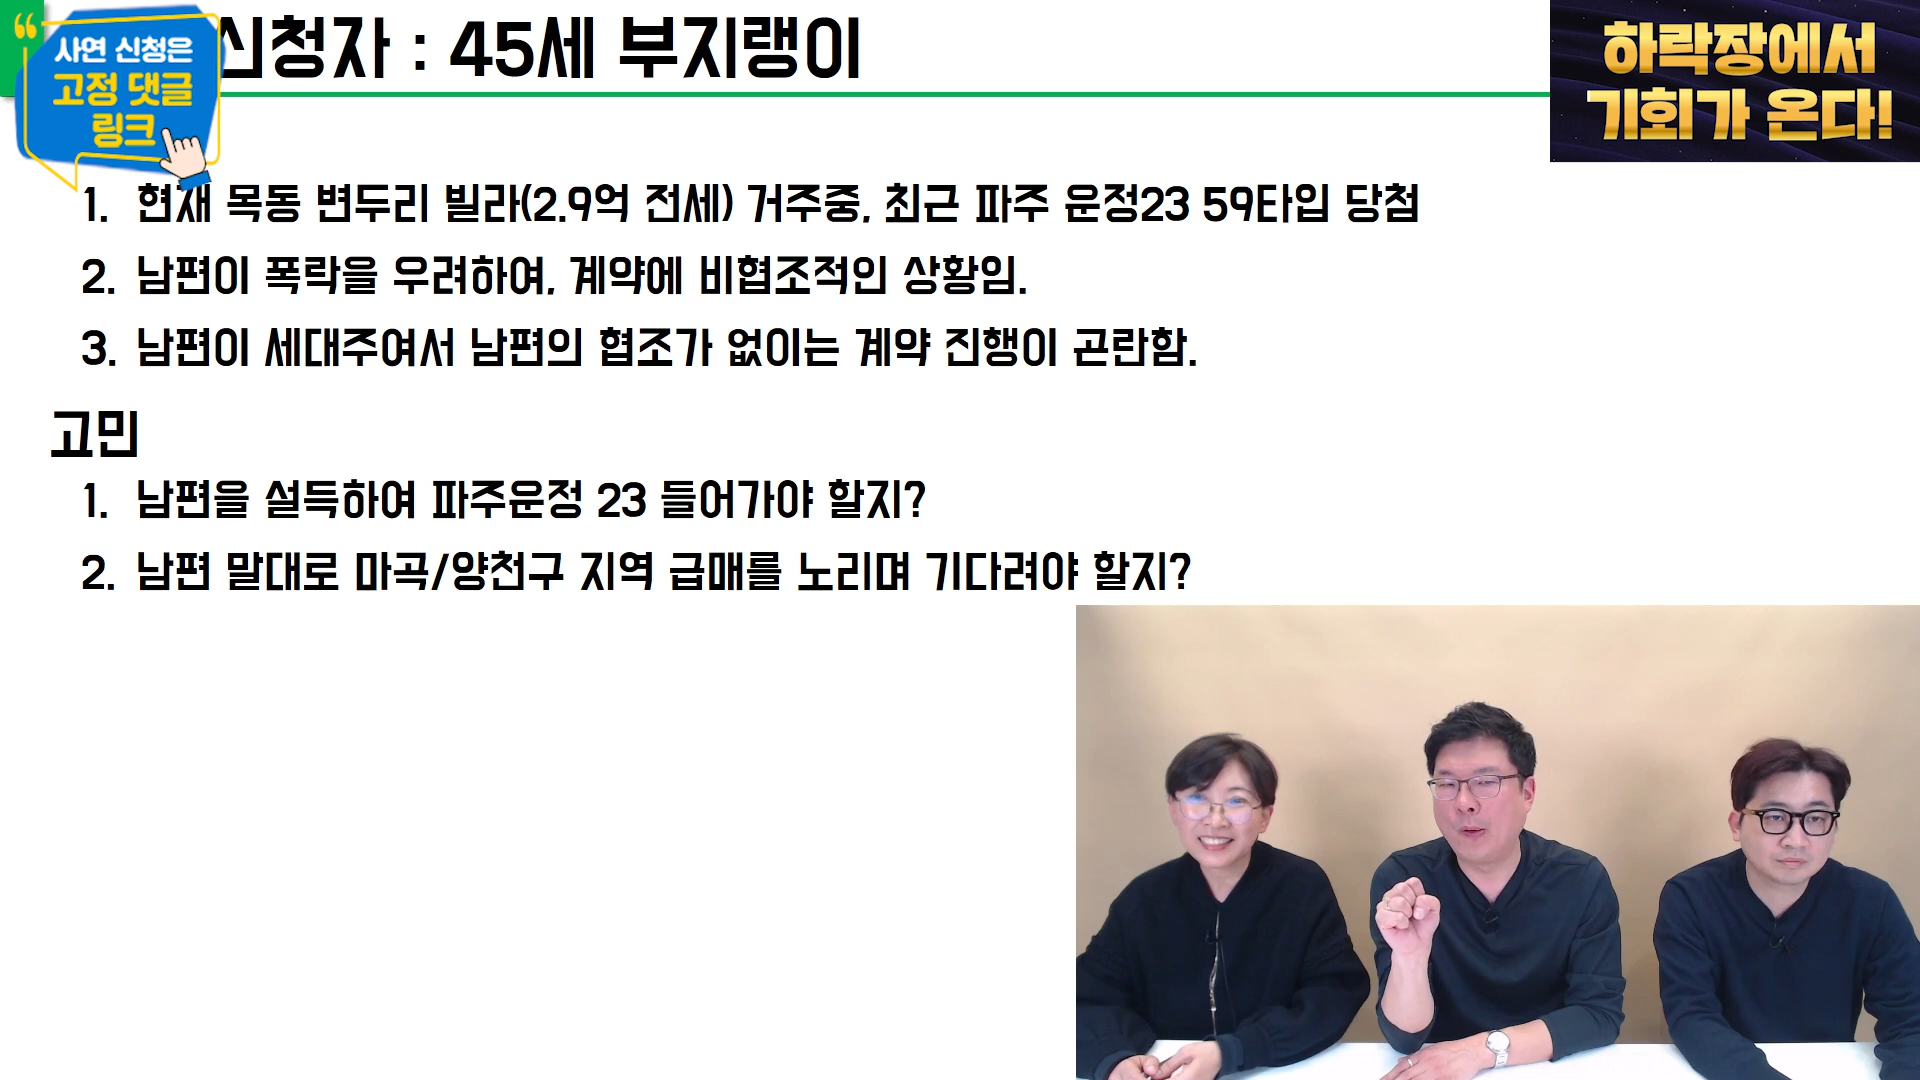 사연 신청은
고정 댓글
링크
신청자 : 45세 부지랭이
하락장에서
기회가 온다!
1. 현재 목동 변두리 빌라(2.9억 전세) 거주중, 최근 파주 운정23 59타입 당첨
2. 남편이 폭락을 우려하여, 계약에 비협조적인 상황임.
3. 남편이 세대주여서 남편의 협조가 없이는 계약 진행이 곤란함.
고민
1. 남편을 설득하여 파주운정 23 들어가야 할지?
2. 남편 말대로 마곡/양천구 지역 급매를 노리며 기다려야 할지?